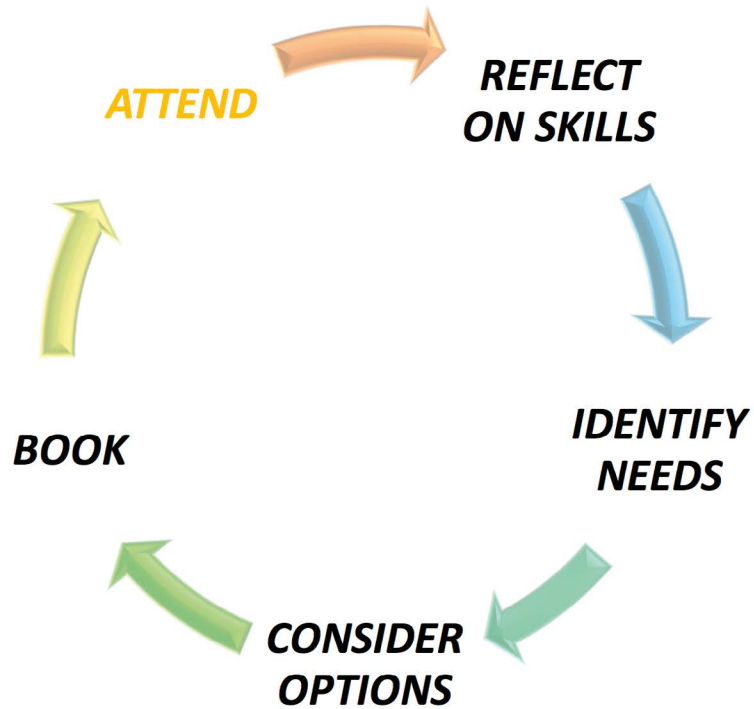 ATTEND
REFLECT
ON SKILLS
IDENTIFY
NEEDS
CONSIDER
OPTIONS
BOOK